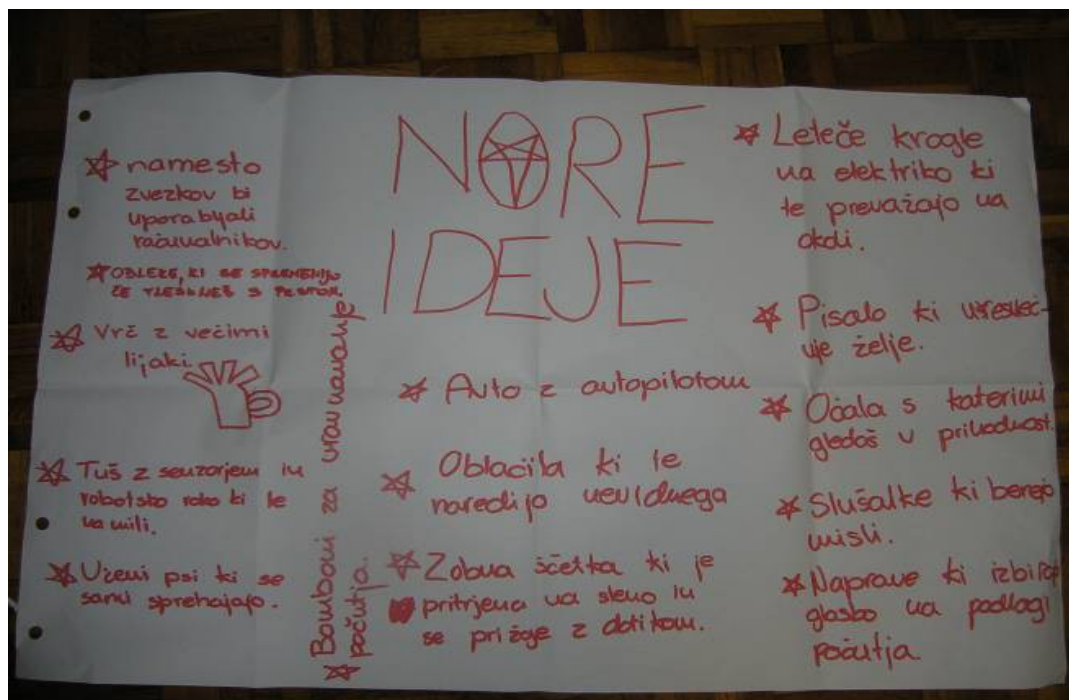 NORE
IDEJE
namesto
zvezkov bi
uporabljali
računalnikov.
OBLEKE, KI SE SPREMENIJO
ČE TLESKNEŠ S PRSTOM.
Vrč z večimi
lijaki.
Tuš z senzorjem in
robotsko roko ki te
namili.
Učeni psi ki se
sami sprehajajo.
Bomboni za uravnavanje
počutja.
Avto z autopilotom
Oblačila ki te
naredijo nevidnega
Zobna ščetka ki je
pritrjena na steno in
se prižge z dotikom.
Leteče krogle
na elektriko ki
te prevažajo na
okoli.
Pisalo ki uresnič-
uje želje.
Očala s katerimi
gledaš v prihodnost.
Slušalke ki berejo
misli.
Naprave ki izbirajo
glasbo na podlagi
počutja.